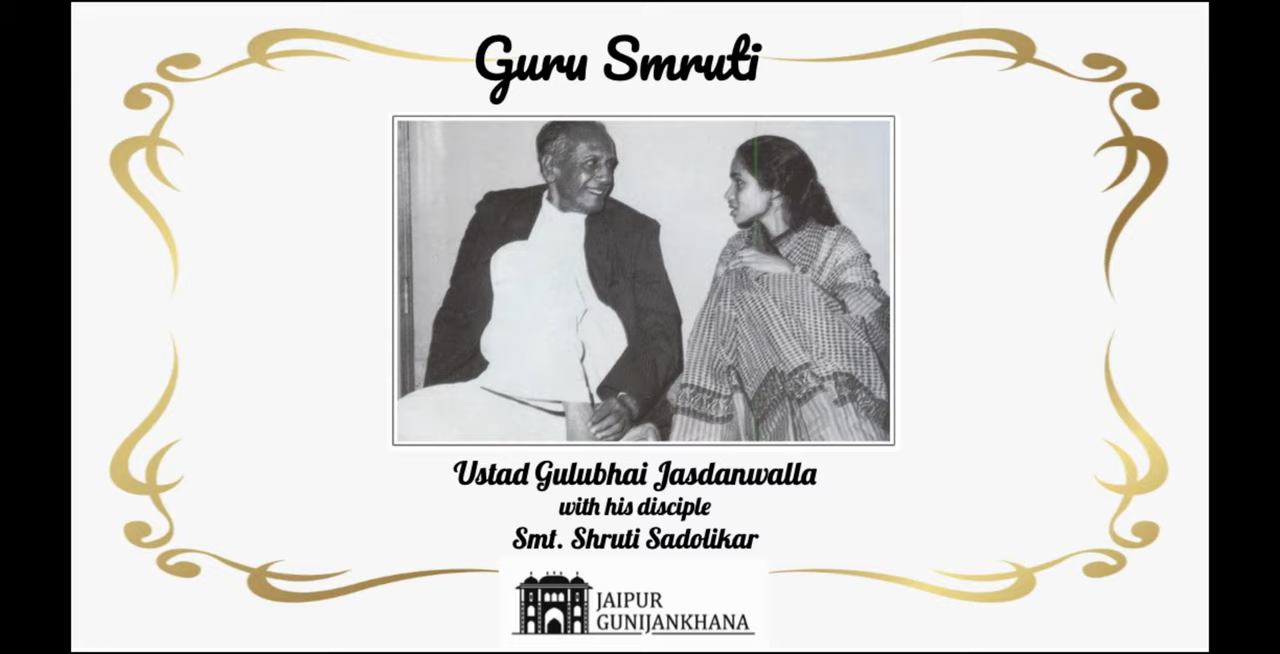 Guru Smruti
Ustad Gulubhai Jasdanwalla
with his disciple
Smt. Shruti Sadolikar
JAIPUR
GUNIJANKHANA